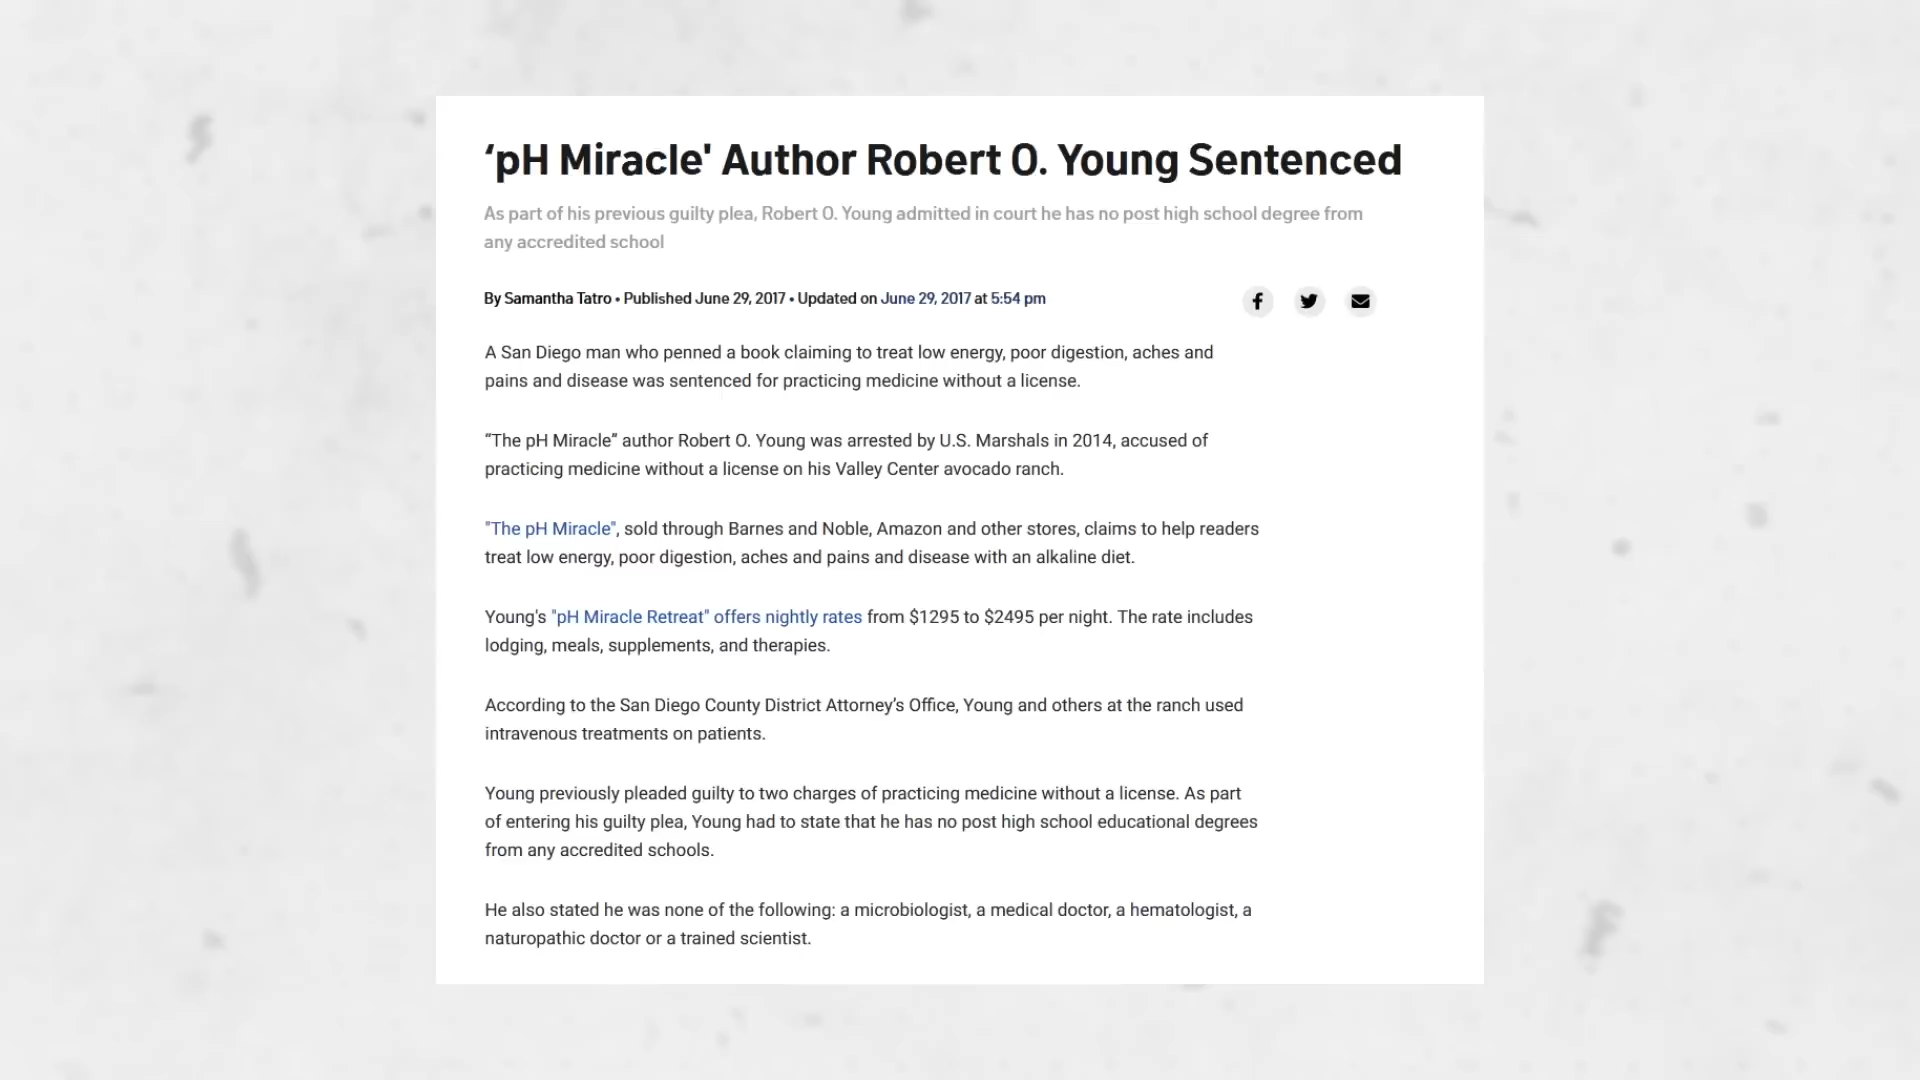 ‘pH Miracle' Author Robert O. Young Sentenced
As part of his previous guilty plea, Robert O. Young admitted in court he has no post high school degree from
any accredited school
By Samantha Tatro • Published June 29, 2017 • Updated on June 29, 2017 at 5:54 pm
A San Diego man who penned a book claiming to treat low energy, poor digestion, aches and
pains and disease was sentenced for practicing medicine without a license.
“The pH Miracle” author Robert O. Young was arrested by U.S. Marshals in 2014, accused of
practicing medicine without a license on his Valley Center avocado ranch.
"The pH Miracle", sold through Barnes and Noble, Amazon and other stores, claims to help readers
treat low energy, poor digestion, aches and pains and disease with an alkaline diet.
Young's "pH Miracle Retreat" offers nightly rates from $1295 to $2495 per night. The rate includes
lodging, meals, supplements, and therapies.
According to the San Diego County District Attorney’s Office, Young and others at the ranch used
intravenous treatments on patients.
Young previously pleaded guilty to two charges of practicing medicine without a license. As part
of entering his guilty plea, Young had to state that he has no post high school educational degrees
from any accredited schools.
He also stated he was none of the following: a microbiologist, a medical doctor, a hematologist, a
naturopathic doctor or a trained scientist.